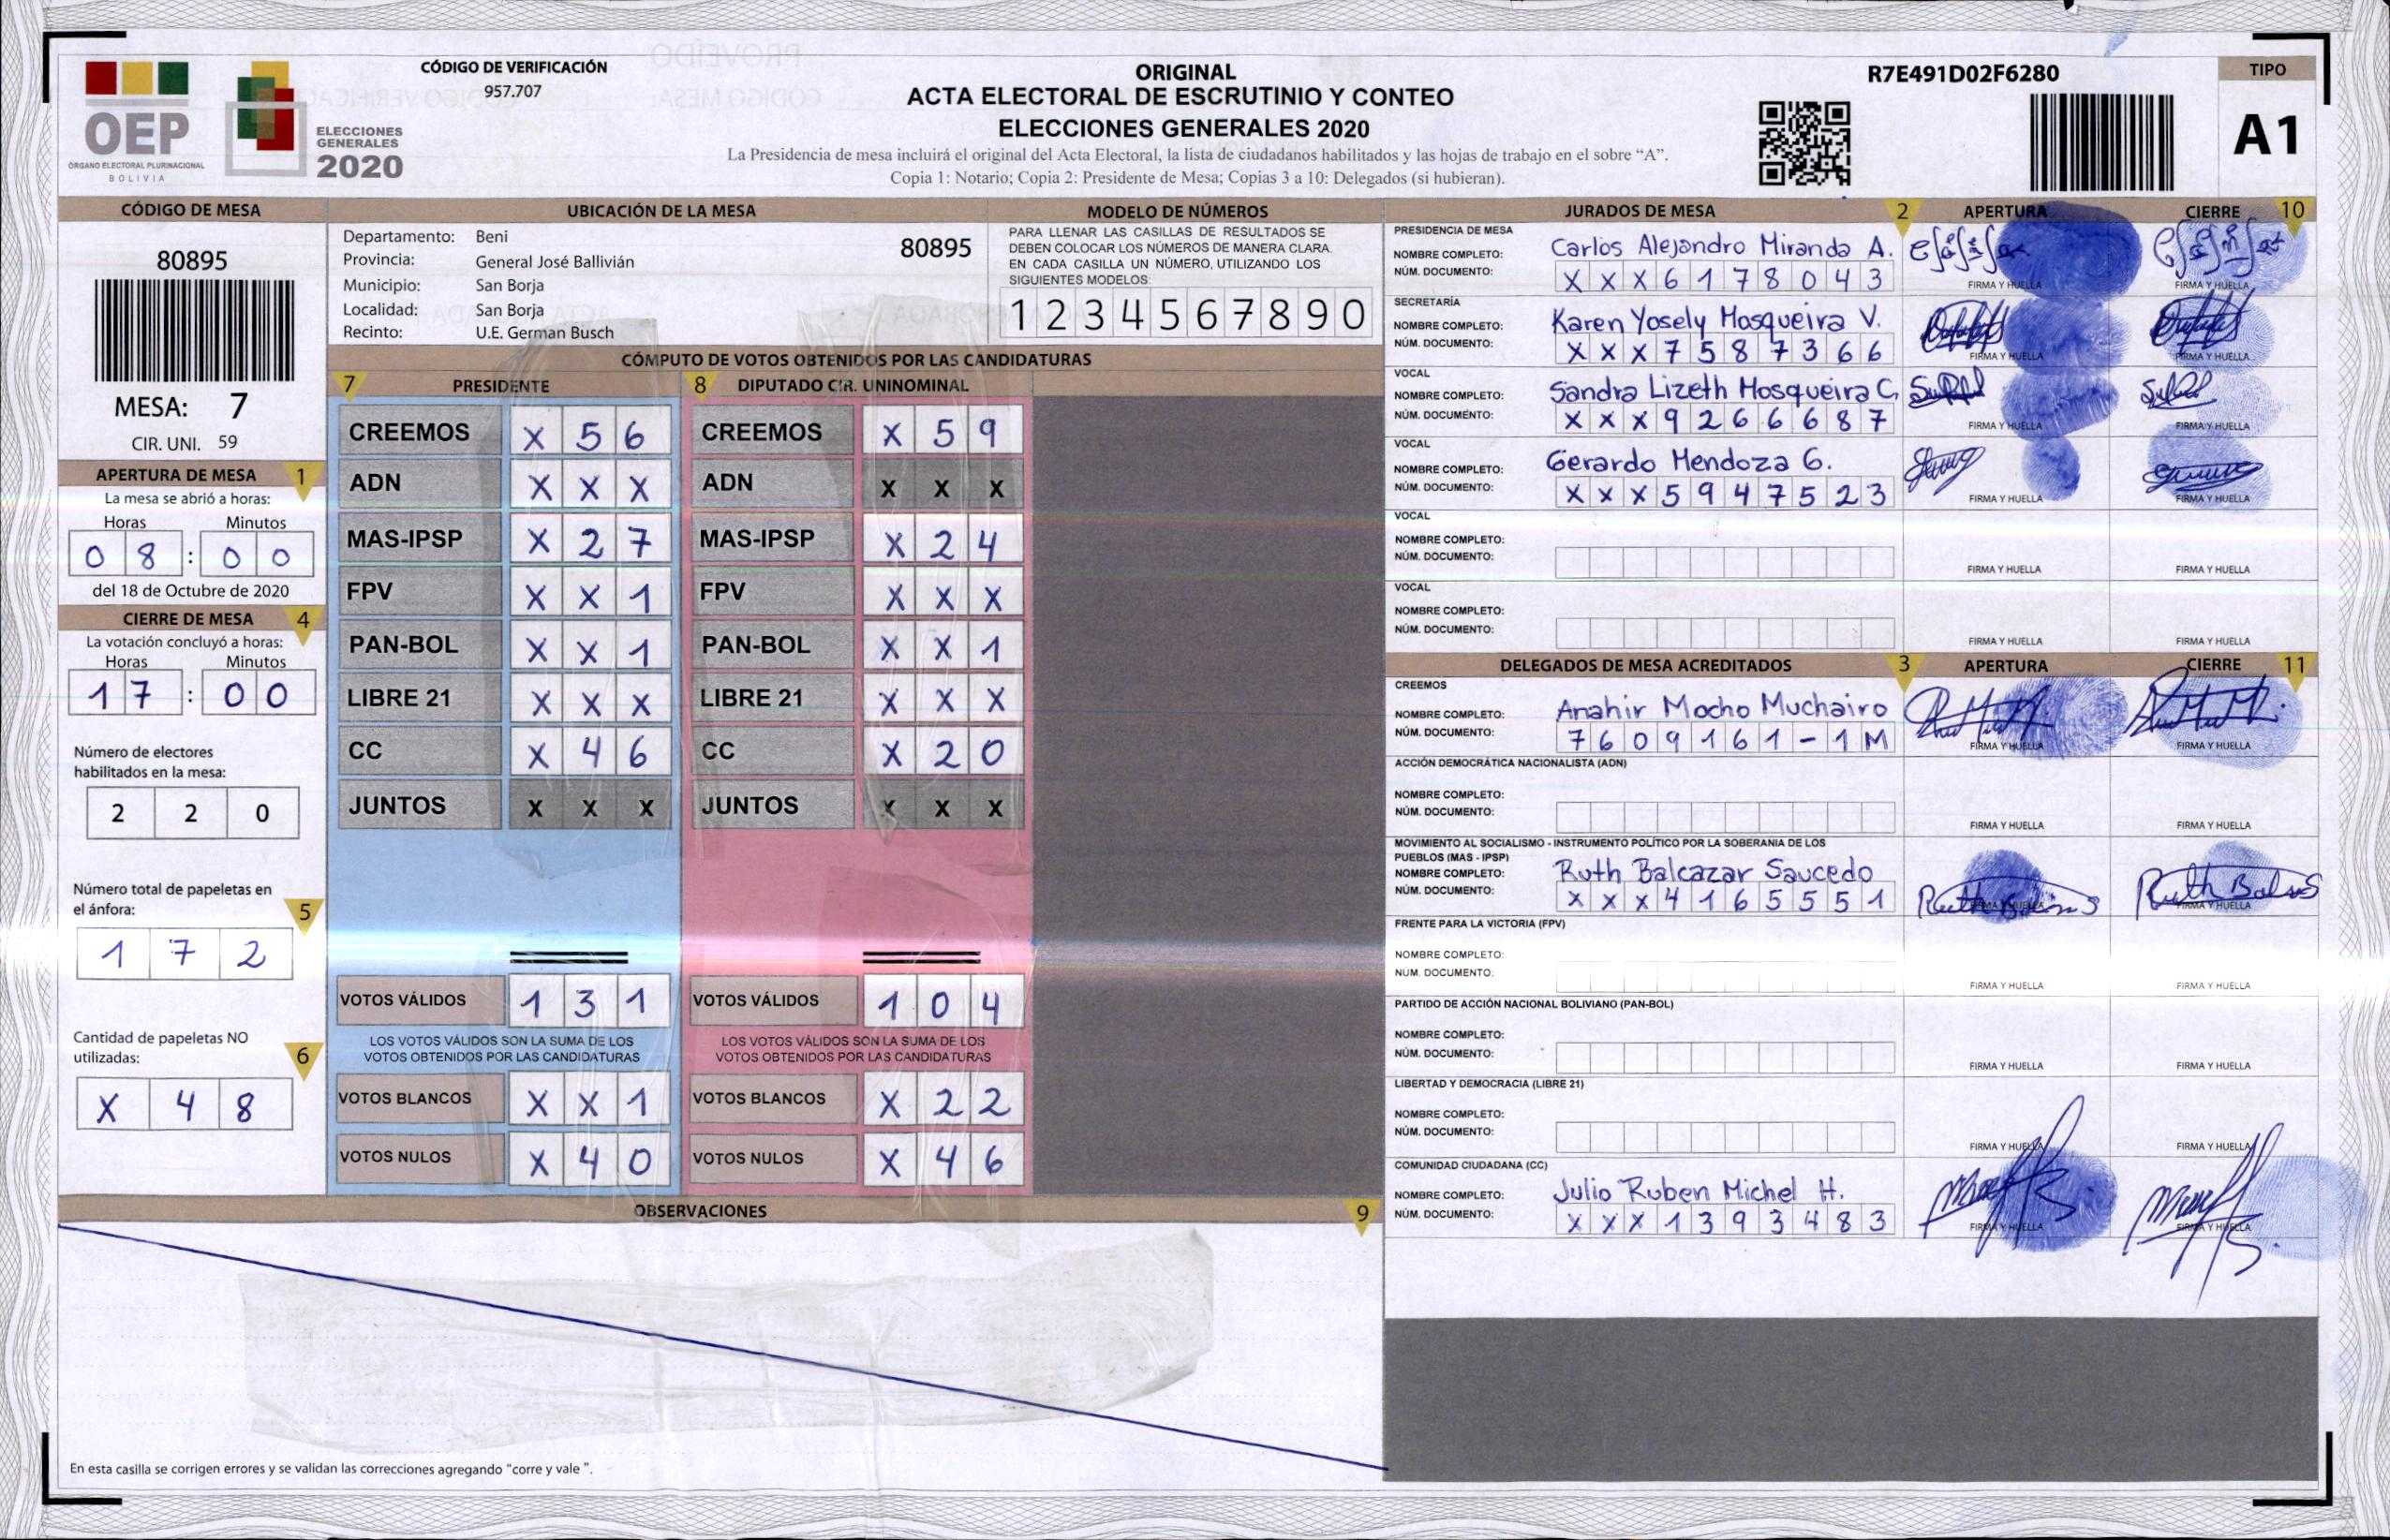 CÓDIGO DE VERIFICACIÓN
957.707
OEP
ÓRGANO ELECTORAL PLURINACIONAL
BOLIVIA
ELECCIONES
GENERALES
2020
ORIGINAL
ACTA ELECTORAL DE ESCRUTINIO Y CONTEO
ELECCIONES GENERALES 2020
La Presidencia de mesa incluirá el original del Acta Electoral, la lista de ciudadanos habilitados y las hojas de trabajo en el sobre “A”.
Copia 1: Notario; Copia 2: Presidente de Mesa; Copias 3 a 10: Delegados (si hubieran).
R7E491D02F6280
TIPO
A1
CÓDIGO DE MESA
80895
MESA: 7
CIR. UNI. 59
APERTURA DE MESA 1
La mesa se abrió a horas:
Horas Minutos
0 8 : 0 0
del 18 de Octubre de 2020
CIERRE DE MESA 4
La votación concluyó a horas:
Horas Minutos
1 7 : 0 0
Número de electores
habilitados en la mesa:
2 2 0
Número total de papeletas en
el ánfora: 5
1 7 2
Cantidad de papeletas NO
utilizadas: 6
X 4 8
UBICACIÓN DE LA MESA
Departamento: Beni 80895
Provincia: General José Ballivián
Municipio: San Borja
Localidad: San Borja
Recinto: U.E. German Busch
MODELO DE NÚMEROS
PARA LLENAR LAS CASILLAS DE RESULTADOS SE
DEBEN COLOCAR LOS NÚMEROS DE MANERA CLARA.
EN CADA CASILLA UN NÚMERO, UTILIZANDO LOS
SIGUIENTES MODELOS:
1 2 3 4 5 6 7 8 9 0
CÓMPUTO DE VOTOS OBTENIDOS POR LAS CANDIDATURAS
7 PRESIDENTE
CREEMOS X 5 6
ADN X X X
MAS-IPSP X 2 7
FPV X X 1
PAN-BOL X X 1
LIBRE 21 X X X
CC X 4 6
JUNTOS X X X
VOTOS VÁLIDOS 1 3 1
LOS VOTOS VÁLIDOS SON LA SUMA DE LOS
VOTOS OBTENIDOS POR LAS CANDIDATURAS
VOTOS BLANCOS X X 1
VOTOS NULOS X 4 0
8 DIPUTADO CIR. UNINOMINAL
CREEMOS X 5 9
ADN X X X
MAS-IPSP X 2 4
FPV X X X
PAN-BOL X X 1
LIBRE 21 X X X
CC X 2 0
JUNTOS X X X
VOTOS VÁLIDOS 1 0 4
LOS VOTOS VÁLIDOS SON LA SUMA DE LOS
VOTOS OBTENIDOS POR LAS CANDIDATURAS
VOTOS BLANCOS X 2 2
VOTOS NULOS X 4 6
OBSERVACIONES 9
En esta casilla se corrigen errores y se validan las correcciones agregando “corre y vale ”.
JURADOS DE MESA 2 APERTURA CIERRE 10
PRESIDENCIA DE MESA
NOMBRE COMPLETO: Carlos Alejandro Miranda A.
NÚM. DOCUMENTO: X X X 6 1 7 8 0 4 3
FIRMA Y HUELLA FIRMA Y HUELLA
SECRETARÍA
NOMBRE COMPLETO: Karen Yosely Mosqueira V.
NÚM. DOCUMENTO: X X X 7 5 8 7 3 6 6
FIRMA Y HUELLA FIRMA Y HUELLA
VOCAL
NOMBRE COMPLETO: Sandra Lizeth Mosqueira C.
NÚM. DOCUMENTO: X X X 9 2 6 6 6 8 7
FIRMA Y HUELLA FIRMA Y HUELLA
VOCAL
NOMBRE COMPLETO: Gerardo Mendoza G.
NÚM. DOCUMENTO: X X X 5 9 4 7 5 2 3
FIRMA Y HUELLA FIRMA Y HUELLA
VOCAL
NOMBRE COMPLETO:
NÚM. DOCUMENTO:
FIRMA Y HUELLA FIRMA Y HUELLA
VOCAL
NOMBRE COMPLETO:
NÚM. DOCUMENTO:
FIRMA Y HUELLA FIRMA Y HUELLA
DELEGADOS DE MESA ACREDITADOS 3 APERTURA CIERRE 11
CREEMOS
NOMBRE COMPLETO: Anahir Mocho Muchairo
NÚM. DOCUMENTO: 7 6 0 9 1 6 1 - 1 M
FIRMA Y HUELLA FIRMA Y HUELLA
ACCIÓN DEMOCRÁTICA NACIONALISTA (ADN)
NOMBRE COMPLETO:
NÚM. DOCUMENTO:
FIRMA Y HUELLA FIRMA Y HUELLA
MOVIMIENTO AL SOCIALISMO - INSTRUMENTO POLÍTICO POR LA SOBERANIA DE LOS
PUEBLOS (MAS - IPSP)
NOMBRE COMPLETO: Ruth Balcazar Saucedo
NÚM. DOCUMENTO: X X X 4 1 6 5 5 5 1
FIRMA Y HUELLA FIRMA Y HUELLA
FRENTE PARA LA VICTORIA (FPV)
NOMBRE COMPLETO:
NÚM. DOCUMENTO:
FIRMA Y HUELLA FIRMA Y HUELLA
PARTIDO DE ACCIÓN NACIONAL BOLIVIANO (PAN-BOL)
NOMBRE COMPLETO:
NÚM. DOCUMENTO:
FIRMA Y HUELLA FIRMA Y HUELLA
LIBERTAD Y DEMOCRACIA (LIBRE 21)
NOMBRE COMPLETO:
NÚM. DOCUMENTO:
FIRMA Y HUELLA FIRMA Y HUELLA
COMUNIDAD CIUDADANA (CC)
NOMBRE COMPLETO: Julio Ruben Michel H.
NÚM. DOCUMENTO: X X X 1 3 9 3 4 8 3
FIRMA Y HUELLA FIRMA Y HUELLA